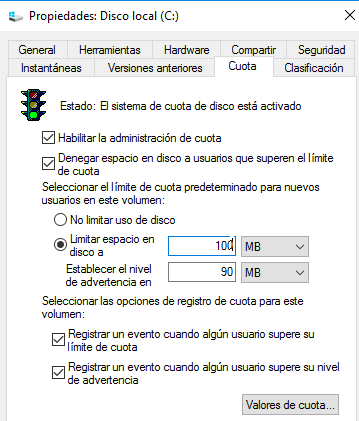 Propiedades: Disco local (C:)
General Herramientas Hardware Compartir Seguridad
Instantáneas Versiones anteriores Cuota Clasificación
Estado: El sistema de cuota de disco está activado
Habilitar la administración de cuota
Denegar espacio en disco a usuarios que superen el límite
de cuota
Seleccionar el límite de cuota predeterminado para nuevos
usuarios en este volumen:
No limitar uso de disco
Limitar espacio en
disco a
100 MB
Establecer el nivel
de advertencia en
90 MB
Seleccionar las opciones de registro de cuota para este
volumen:
Registrar un evento cuando algún usuario supere su
límite de cuota
Registrar un evento cuando algún usuario supere su nivel
de advertencia
Valores de cuota...